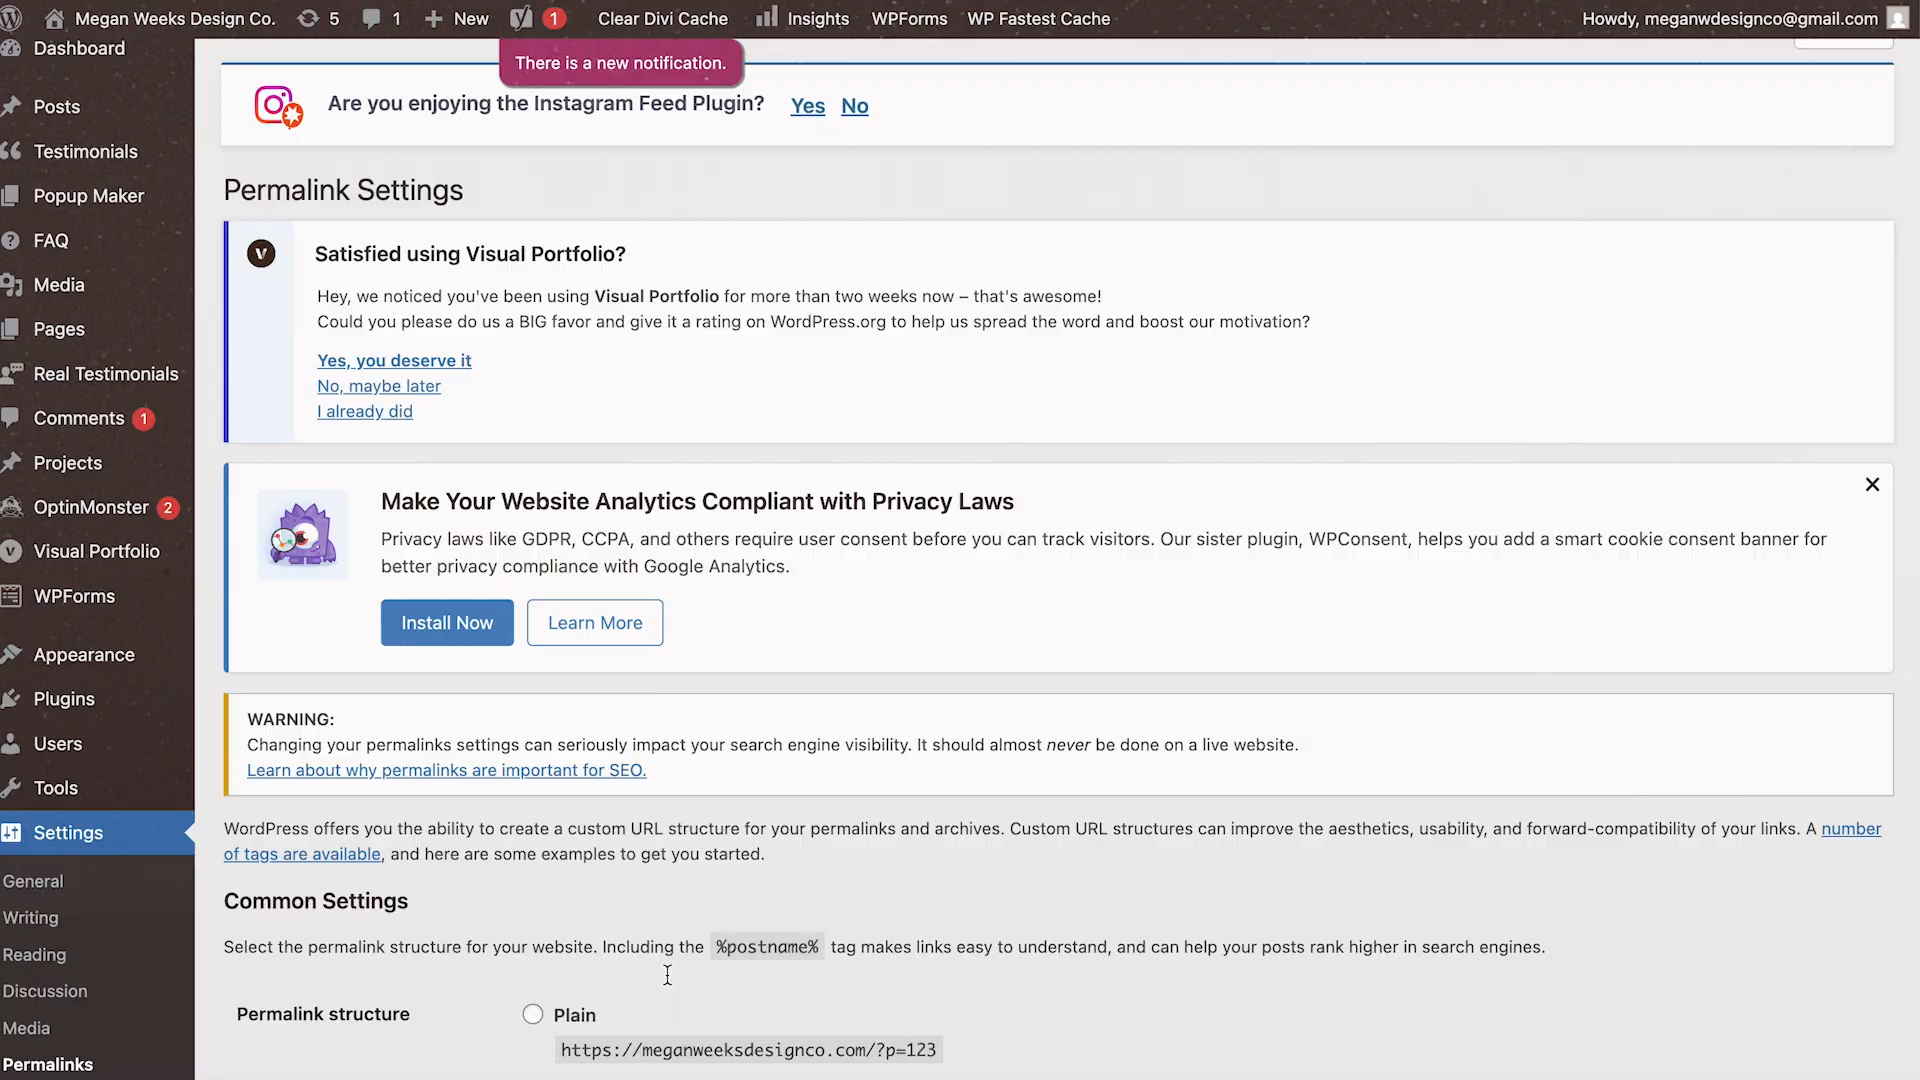 Megan Weeks Design Co. 5 1 New 1 Clear Divi Cache Insights WPForms WP Fastest Cache Howdy, meganwdesignco@gmail.com
There is a new notification.
Dashboard
Posts
Testimonials
Popup Maker
FAQ
Media
Pages
Real Testimonials
Comments 1
Projects
OptinMonster 2
Visual Portfolio
WPForms
Appearance
Plugins
Users
Tools
Settings
General
Writing
Reading
Discussion
Media
Permalinks
Are you enjoying the Instagram Feed Plugin? Yes No
Permalink Settings
Satisfied using Visual Portfolio?
Hey, we noticed you've been using Visual Portfolio for more than two weeks now – that's awesome!
Could you please do us a BIG favor and give it a rating on WordPress.org to help us spread the word and boost our motivation?
Yes, you deserve it
No, maybe later
I already did
Make Your Website Analytics Compliant with Privacy Laws
Privacy laws like GDPR, CCPA, and others require user consent before you can track visitors. Our sister plugin, WPConsent, helps you add a smart cookie consent banner for
better privacy compliance with Google Analytics.
Install Now Learn More
WARNING:
Changing your permalinks settings can seriously impact your search engine visibility. It should almost never be done on a live website.
Learn about why permalinks are important for SEO.
WordPress offers you the ability to create a custom URL structure for your permalinks and archives. Custom URL structures can improve the aesthetics, usability, and forward-compatibility of your links. A number
of tags are available, and here are some examples to get you started.
Common Settings
Select the permalink structure for your website. Including the %postname% tag makes links easy to understand, and can help your posts rank higher in search engines.
Permalink structure Plain
https://meganweeksdesignco.com/?p=123